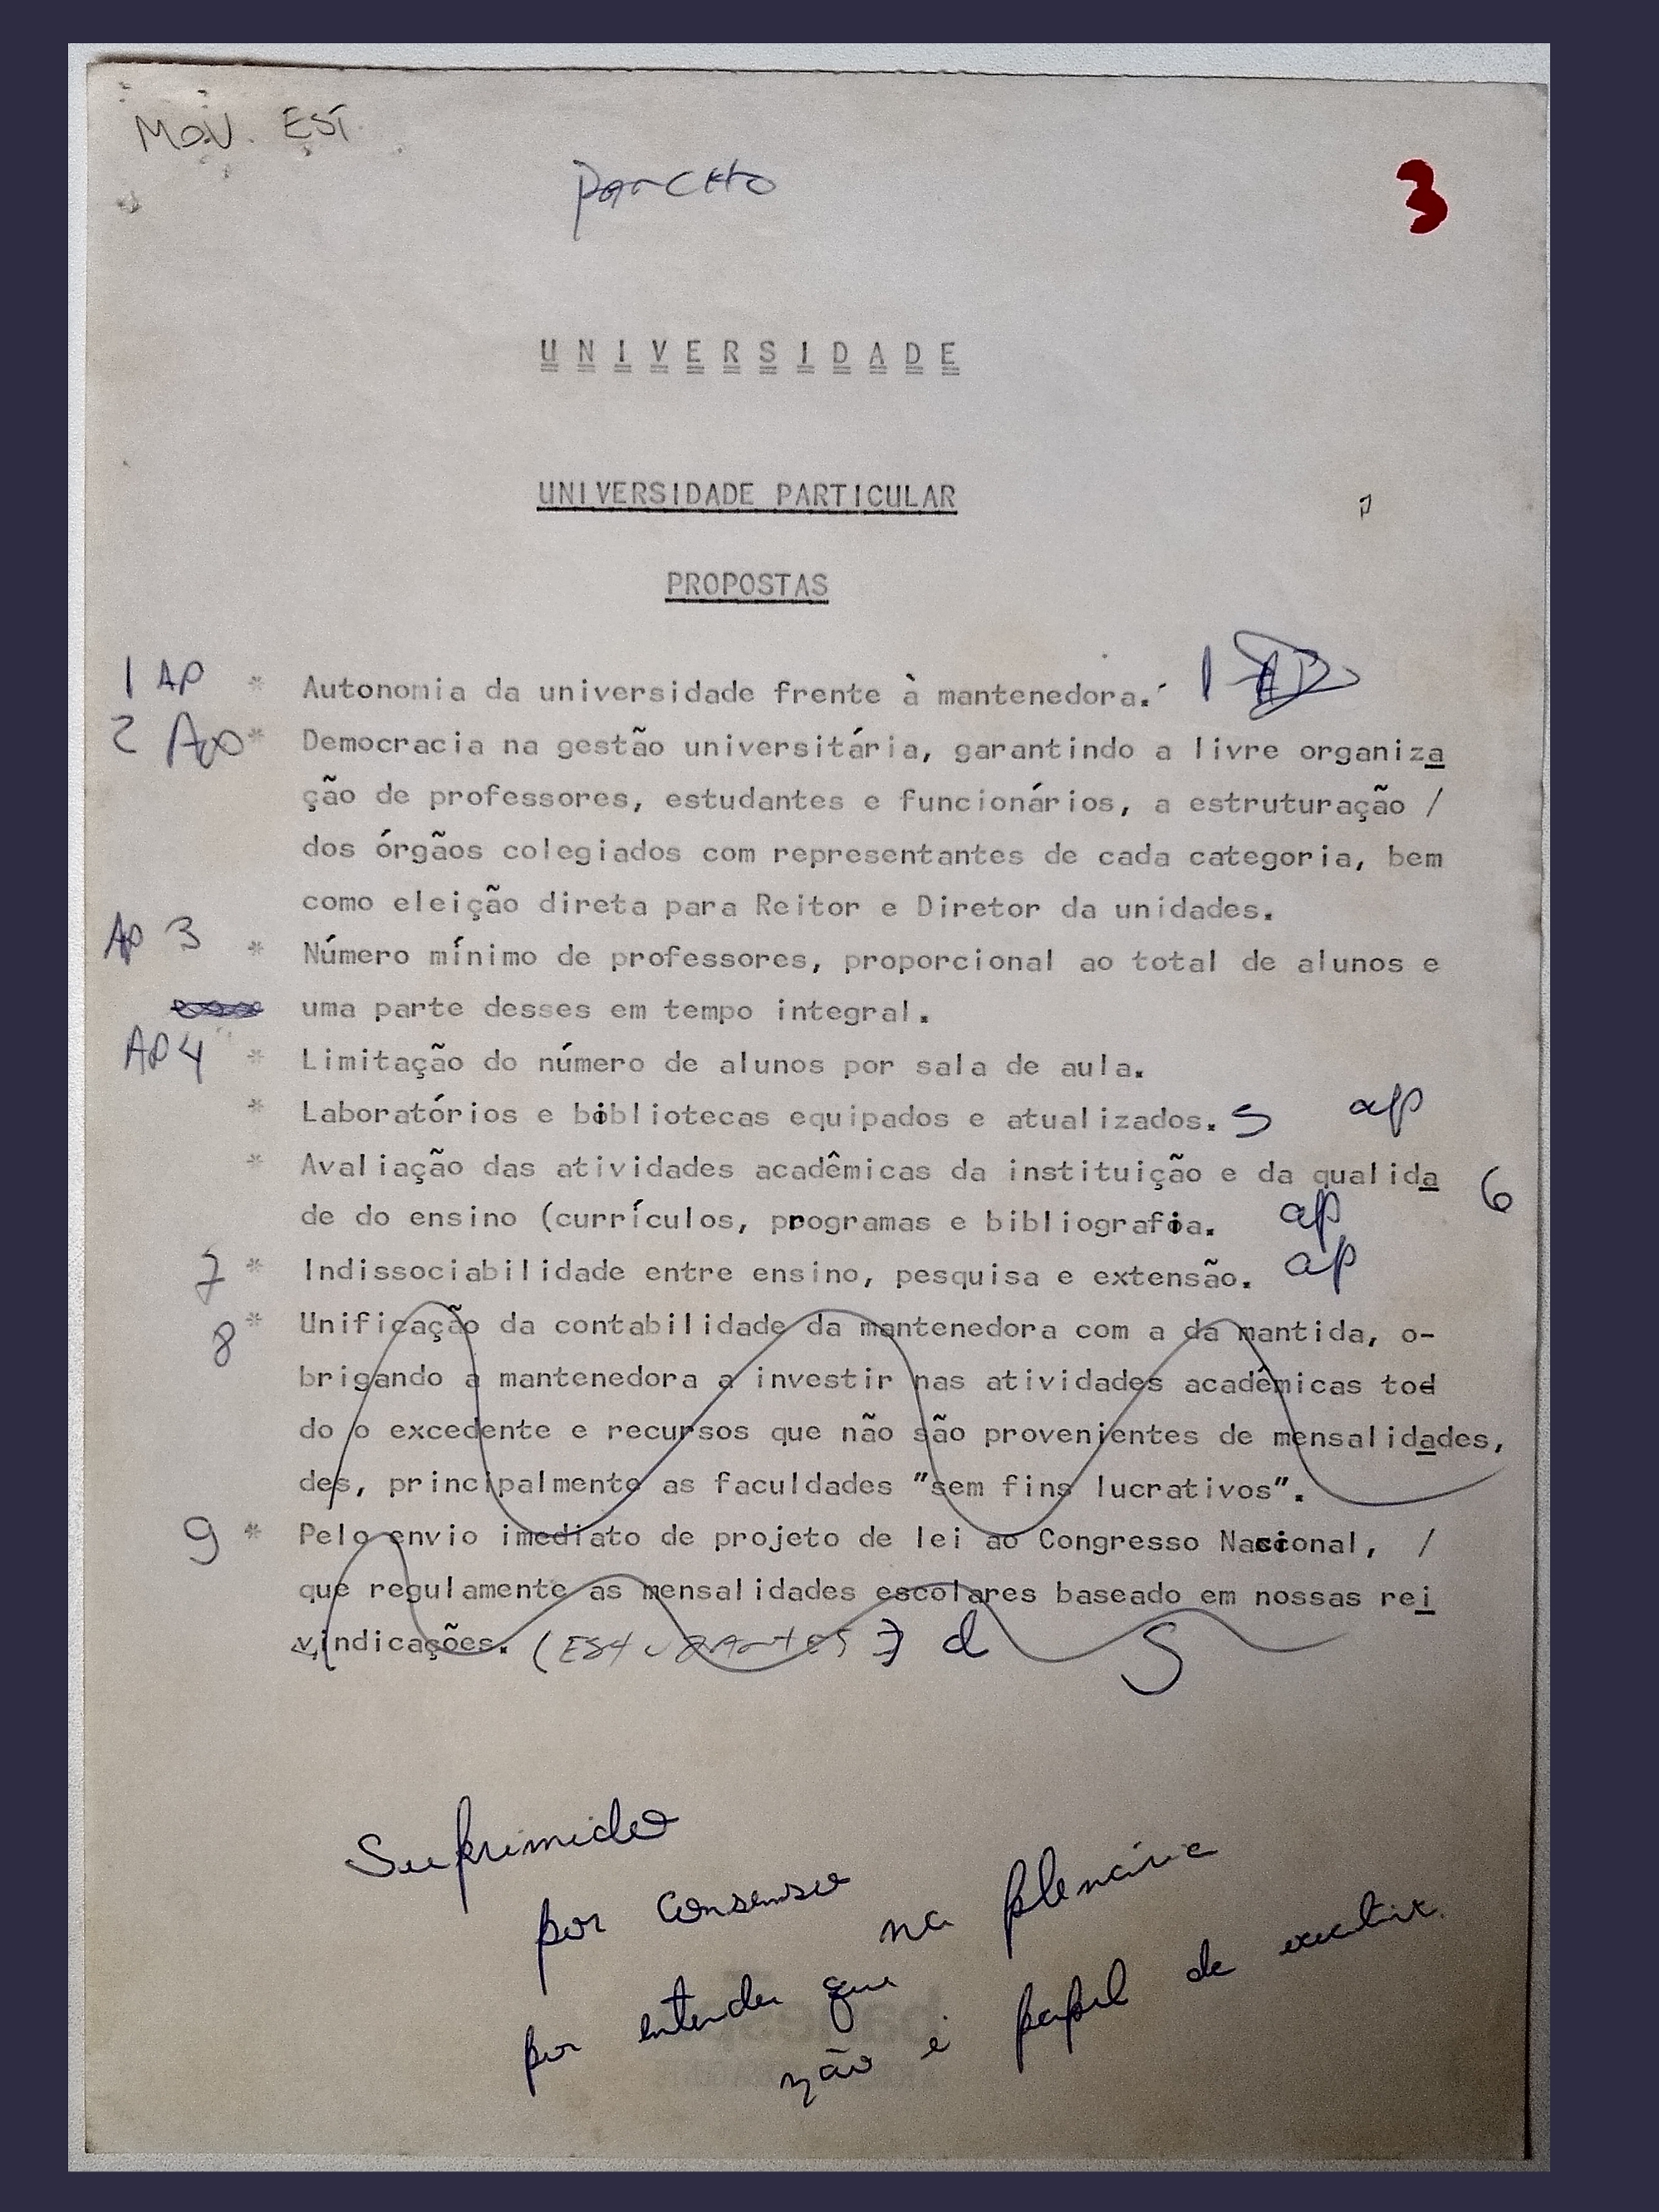 MOV. EST.
PANCHO
3
UNIVERSIDADE
UNIVERSIDADE PARTICULAR
PROPOSTAS
1 AP * Autonomia da universidade frente à mantenedora. 1
2 Ap * Democracia na gestão universitária, garantindo a livre organiza
ção de professores, estudantes e funcionários, a estruturação /
dos órgãos colegiados com representantes de cada categoria, bem
como eleição direta para Reitor e Diretor da unidades.
Ap 3 * Número mínimo de professores, proporcional ao total de alunos e
uma parte desses em tempo integral.
AP 4 * Limitação do número de alunos por sala de aula.
* Laboratórios e bibliotecas equipados e atualizados. 5 ap
* Avaliação das atividades acadêmicas da instituição e da qualida 6
de do ensino (currículos, programas e bibliografia. ap
7 * Indissociabilidade entre ensino, pesquisa e extensão. ap
8 * Unificação da contabilidade da mantenedora com a da mantida, o-
brigando a mantenedora a investir nas atividades acadêmicas tod
do o excedente e recursos que não são provenientes de mensalidades,
des, principalmente as faculdades "sem fins lucrativos".
9 * Pelo envio imediato de projeto de lei ao Congresso Nacional, /
que regulamente as mensalidades escolares baseado em nossas rei
vindicações. (ESTUDANTES) d S
Suprimido
por consenso na plenária
por entender que não é papel de executiva.